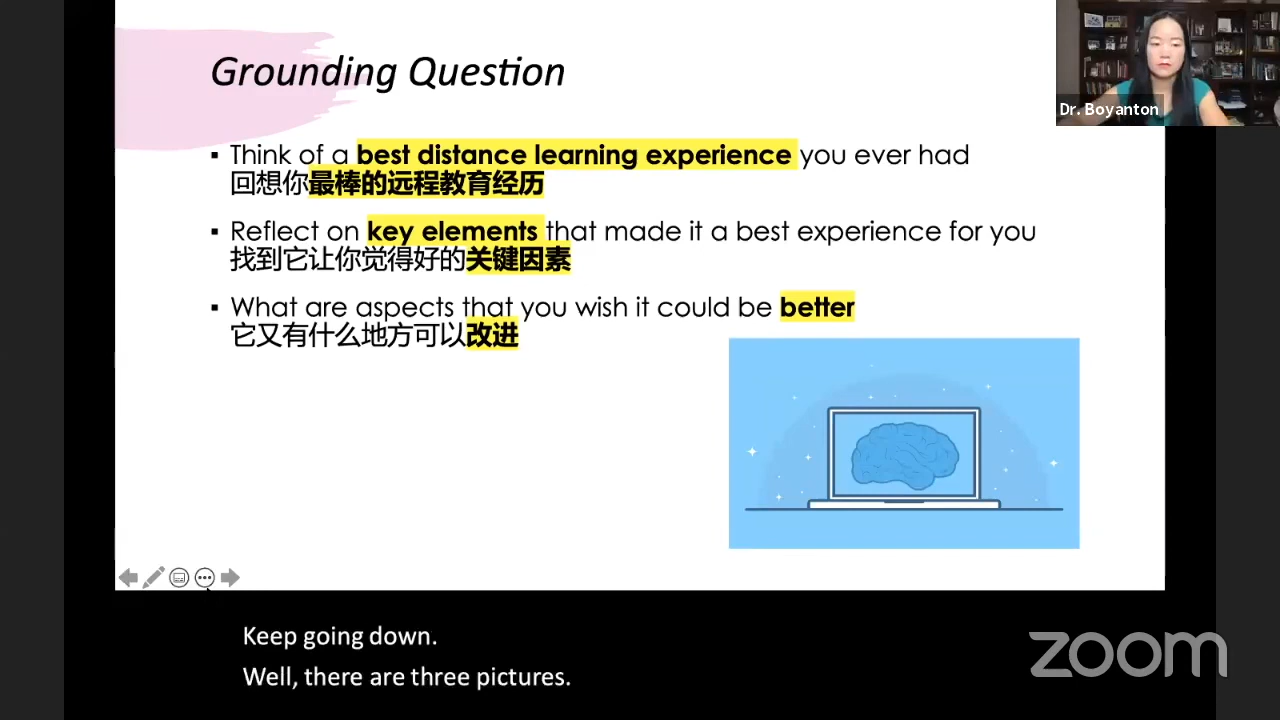 Grounding Question
Dr. Boyanton
▪ Think of a best distance learning experience you ever had
回想你最棒的远程教育经历
▪ Reflect on key elements that made it a best experience for you
找到它让你觉得好的关键因素
▪ What are aspects that you wish it could be better
它又有什么地方可以改进
Keep going down.
Well, there are three pictures.
zoom